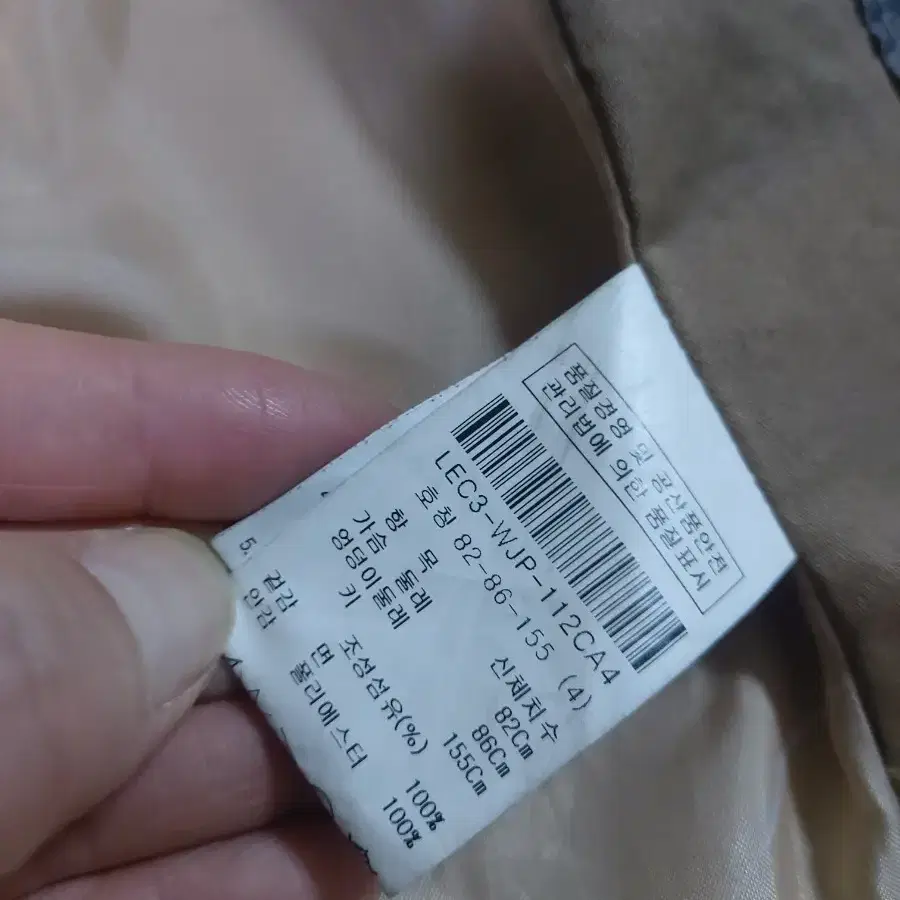 품질경영 및 공산품안전
관리법에 의한 품질표시
LEC3-WJP-112CA4
호칭 82-86-155 (4)
항 목 신체치수
가슴둘레 82Cm
엉덩이둘레 86Cm
키 155Cm
조성섬유(%)
겉감 면 100%
안감 폴리에스터 100%